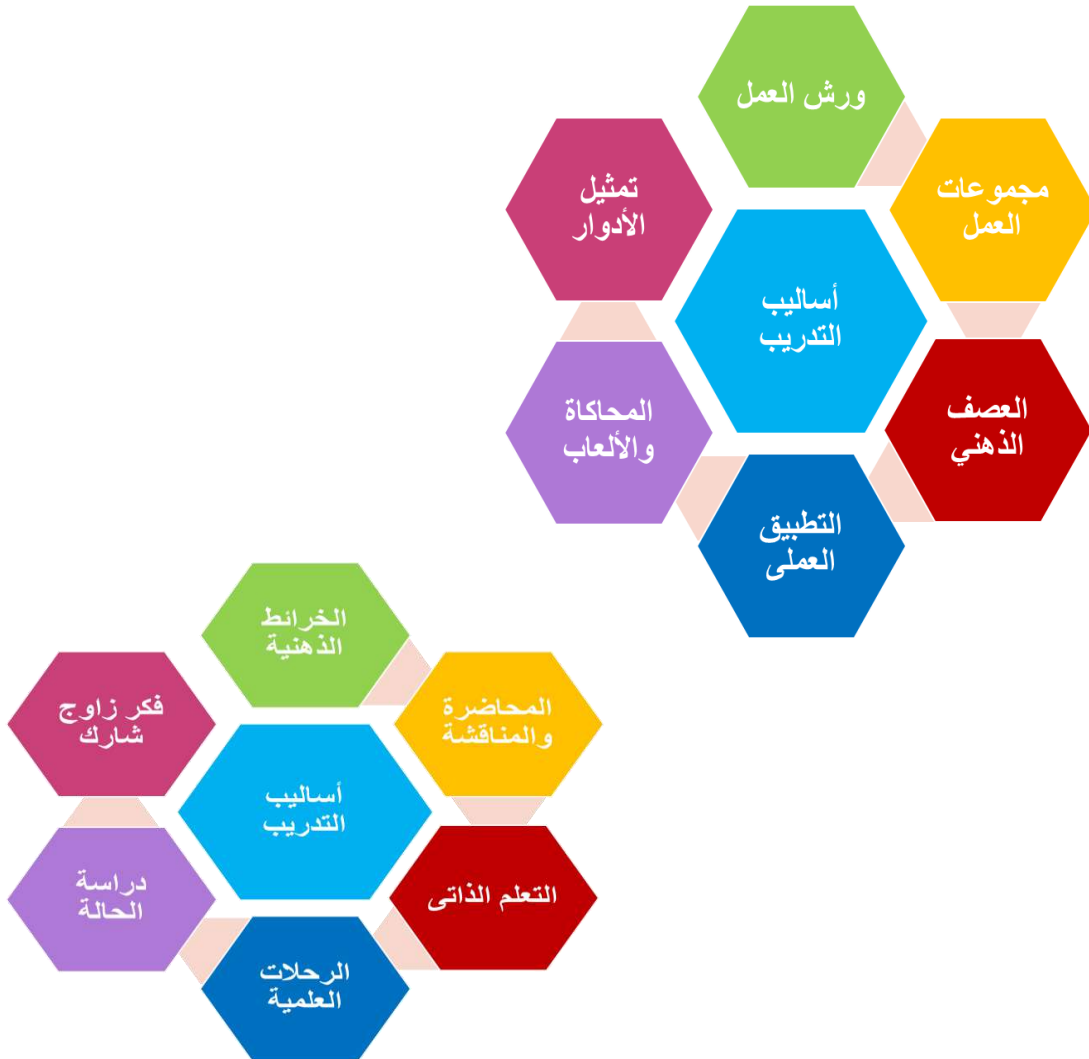 ورش العمل
مجموعات
العمل
تمثيل
الأدوار
أساليب
التدريب
العصف
الذهني
المحاكاة
والألعاب
التطبيق
العملى
الخرائط
الذهنية
المحاضرة
والمناقشة
فكر زاوج
شارك
أساليب
التدريب
التعلم الذاتى
دراسة
الحالة
الرحلات
العلمية